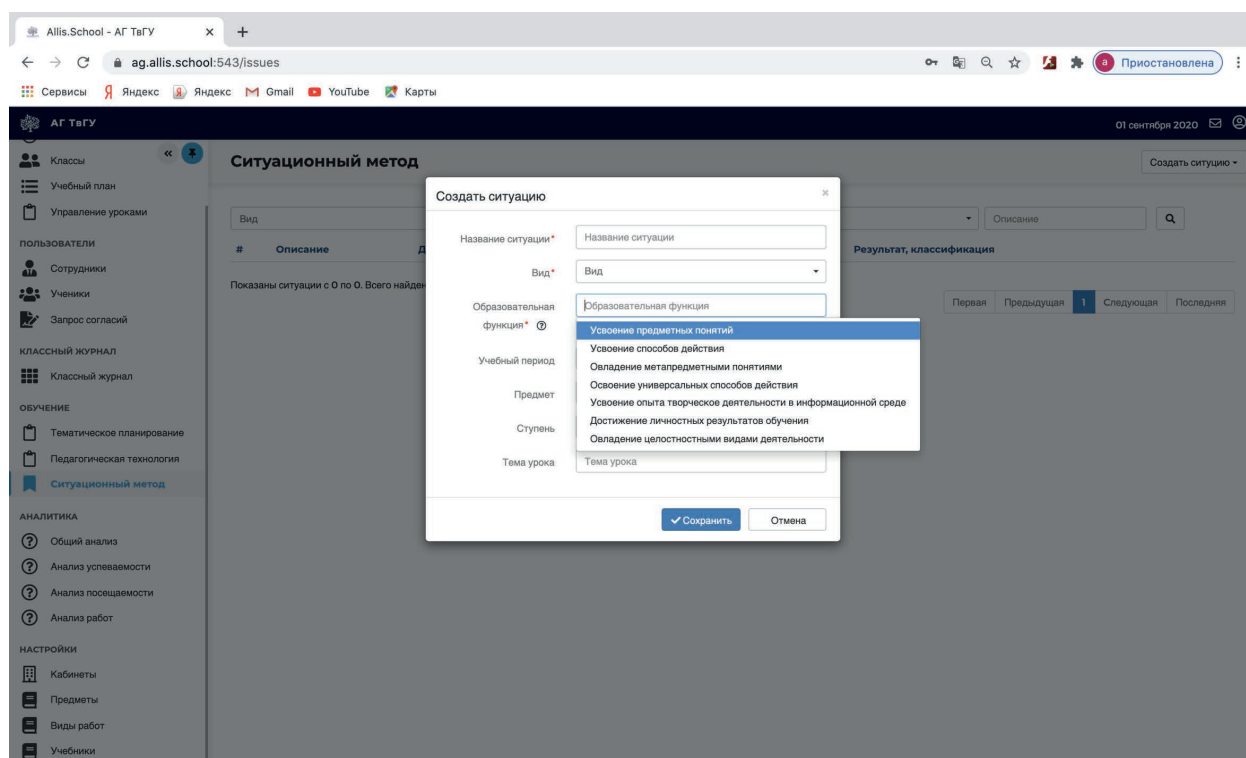 Allis.School - АГ ТвГУ
ag.allis.school:543/issues
а Приостановлена
Сервисы Яндекс Яндекс Gmail YouTube Карты
АГ ТвГУ
01 сентября 2020
Классы
Учебный план
Управление уроками
ПОЛЬЗОВАТЕЛИ
Сотрудники
Ученики
Запрос согласий
КЛАССНЫЙ ЖУРНАЛ
Классный журнал
ОБУЧЕНИЕ
Тематическое планирование
Педагогическая технология
Ситуационный метод
АНАЛИТИКА
Общий анализ
Анализ успеваемости
Анализ посещаемости
Анализ работ
НАСТРОЙКИ
Кабинеты
Предметы
Виды работ
Учебники
Ситуационный метод
Создать ситуцию
Вид
Описание
# Описание Д
Результат, классификация
Показаны ситуации с 0 по 0. Всего найден
Первая Предыдущая 1 Следующая Последняя
Создать ситуацию
×
Название ситуации* Название ситуации
Вид* Вид
Образовательная функция* Образовательная функция
Усвоение предметных понятий
Усвоение способов действия
Овладение метапредметными понятиями
Освоение универсальных способов действия
Усвоение опыта творческое деятельности в информационной среде
Достижение личностных результатов обучения
Овладение целостностными видами деятельности
Учебный период
Предмет
Ступень
Тема урока Тема урока
Сохранить
Отмена